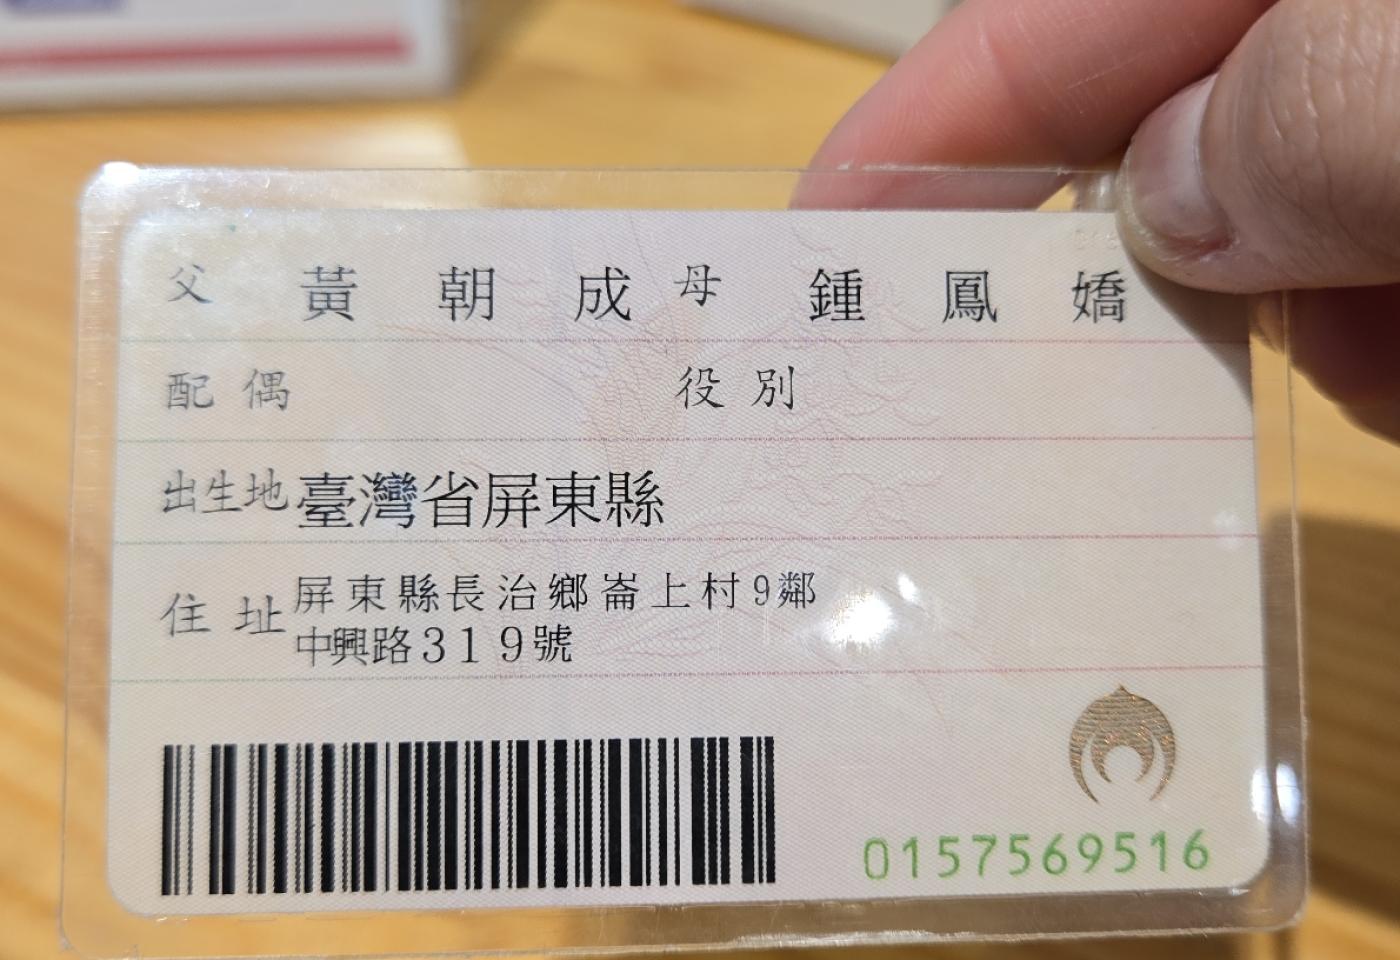 父 黃朝成 母 鍾鳳嬌
配偶 役別
出生地 臺灣省屏東縣
住址 屏東縣長治鄉崙上村9鄰
中興路319號
0157569516